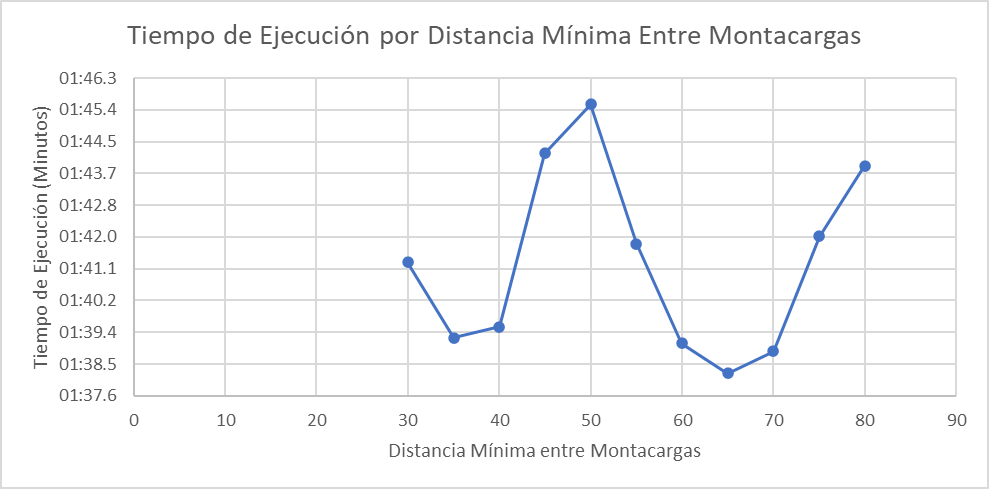 Tiempo de Ejecución por Distancia Mínima Entre Montacargas
Tiempo de Ejecución (Minutos)
01:46.3
01:45.4
01:44.5
01:43.7
01:42.8
01:42.0
01:41.1
01:40.2
01:39.4
01:38.5
01:37.6
0 10 20 30 40 50 60 70 80 90
Distancia Mínima entre Montacargas